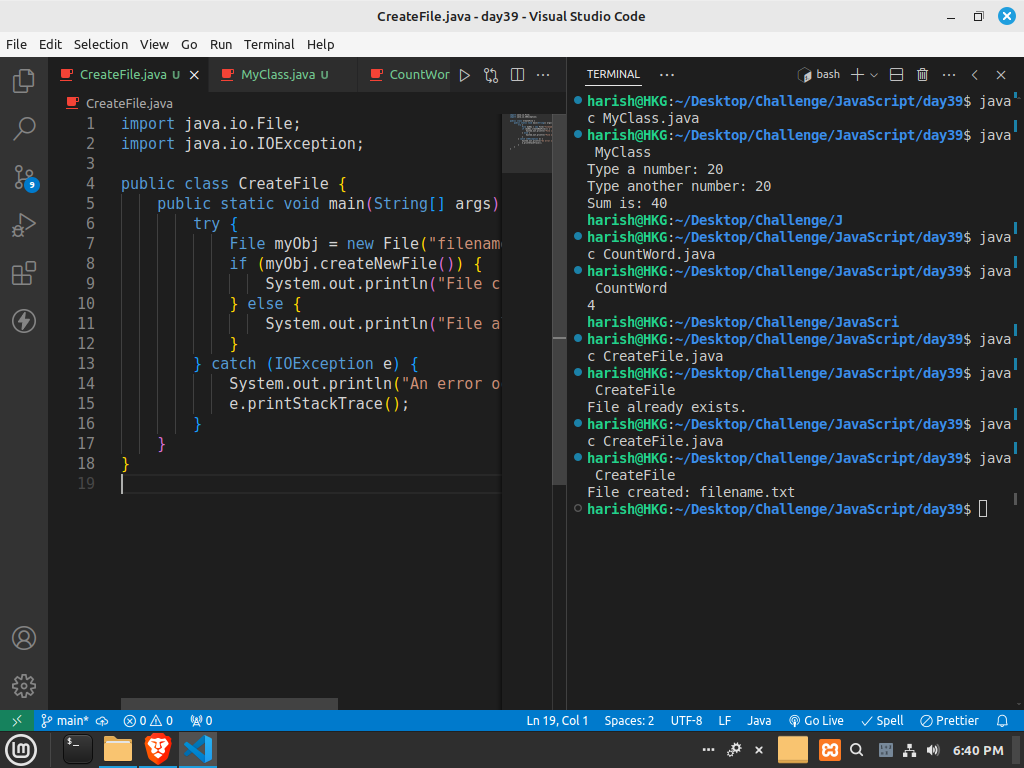 CreateFile.java - day39 - Visual Studio Code
File Edit Selection View Go Run Terminal Help
CreateFile.java U MyClass.java U CountWor
CreateFile.java
1 import java.io.File;
2 import java.io.IOException;
3
4 public class CreateFile {
5 public static void main(String[] args)
6 try {
7 File myObj = new File("filenam
8 if (myObj.createNewFile()) {
9 System.out.println("File c
10 } else {
11 System.out.println("File a
12 }
13 } catch (IOException e) {
14 System.out.println("An error o
15 e.printStackTrace();
16 }
17 }
18 }
19
TERMINAL
bash
harish@HKG:~/Desktop/Challenge/JavaScript/day39$ java
c MyClass.java
harish@HKG:~/Desktop/Challenge/JavaScript/day39$ java
MyClass
Type a number: 20
Type another number: 20
Sum is: 40
harish@HKG:~/Desktop/Challenge/J
harish@HKG:~/Desktop/Challenge/JavaScript/day39$ java
c CountWord.java
harish@HKG:~/Desktop/Challenge/JavaScript/day39$ java
CountWord
4
harish@HKG:~/Desktop/Challenge/JavaScri
harish@HKG:~/Desktop/Challenge/JavaScript/day39$ java
c CreateFile.java
harish@HKG:~/Desktop/Challenge/JavaScript/day39$ java
CreateFile
File already exists.
harish@HKG:~/Desktop/Challenge/JavaScript/day39$ java
c CreateFile.java
harish@HKG:~/Desktop/Challenge/JavaScript/day39$ java
CreateFile
File created: filename.txt
harish@HKG:~/Desktop/Challenge/JavaScript/day39$
9
main* 0 0 0 Ln 19, Col 1 Spaces: 2 UTF-8 LF Java Go Live Spell Prettier
6:40 PM